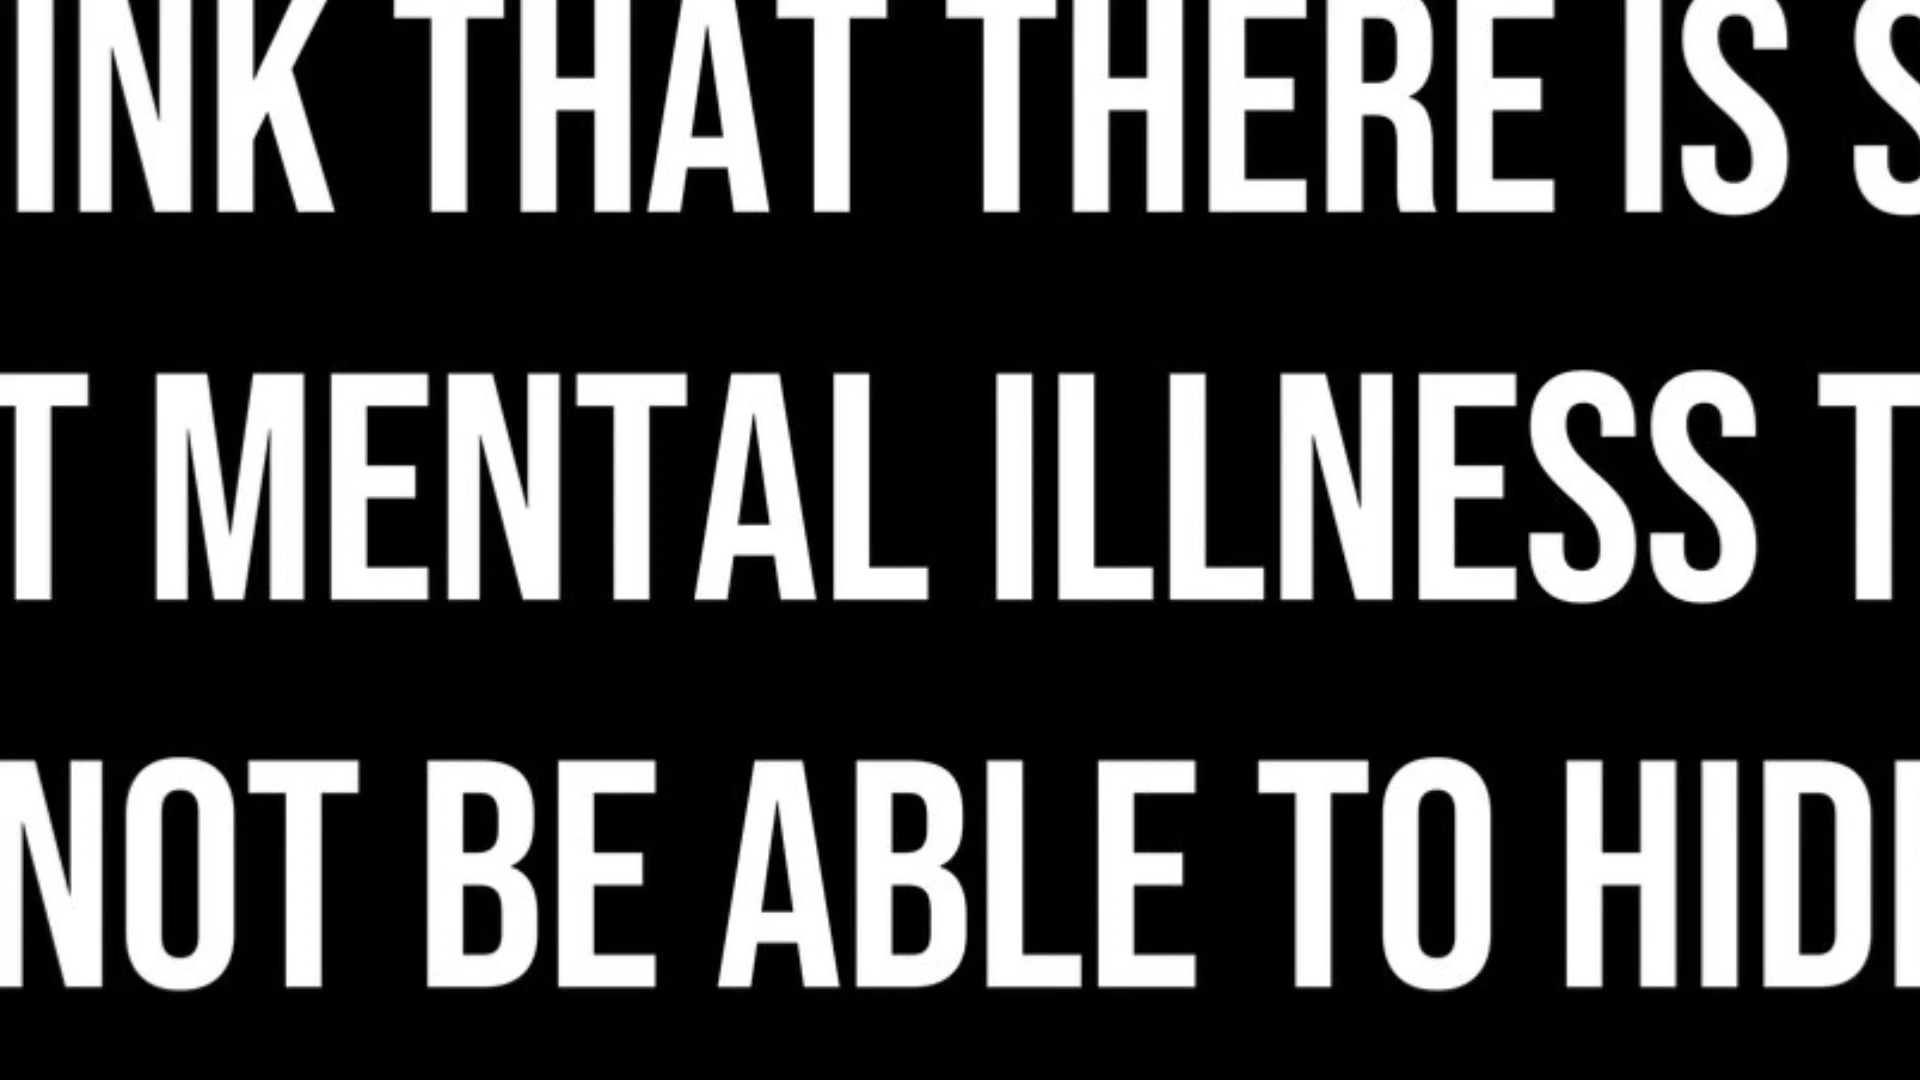 INK THAT THERE IS S
T MENTAL ILLNESS T
NOT BE ABLE TO HID